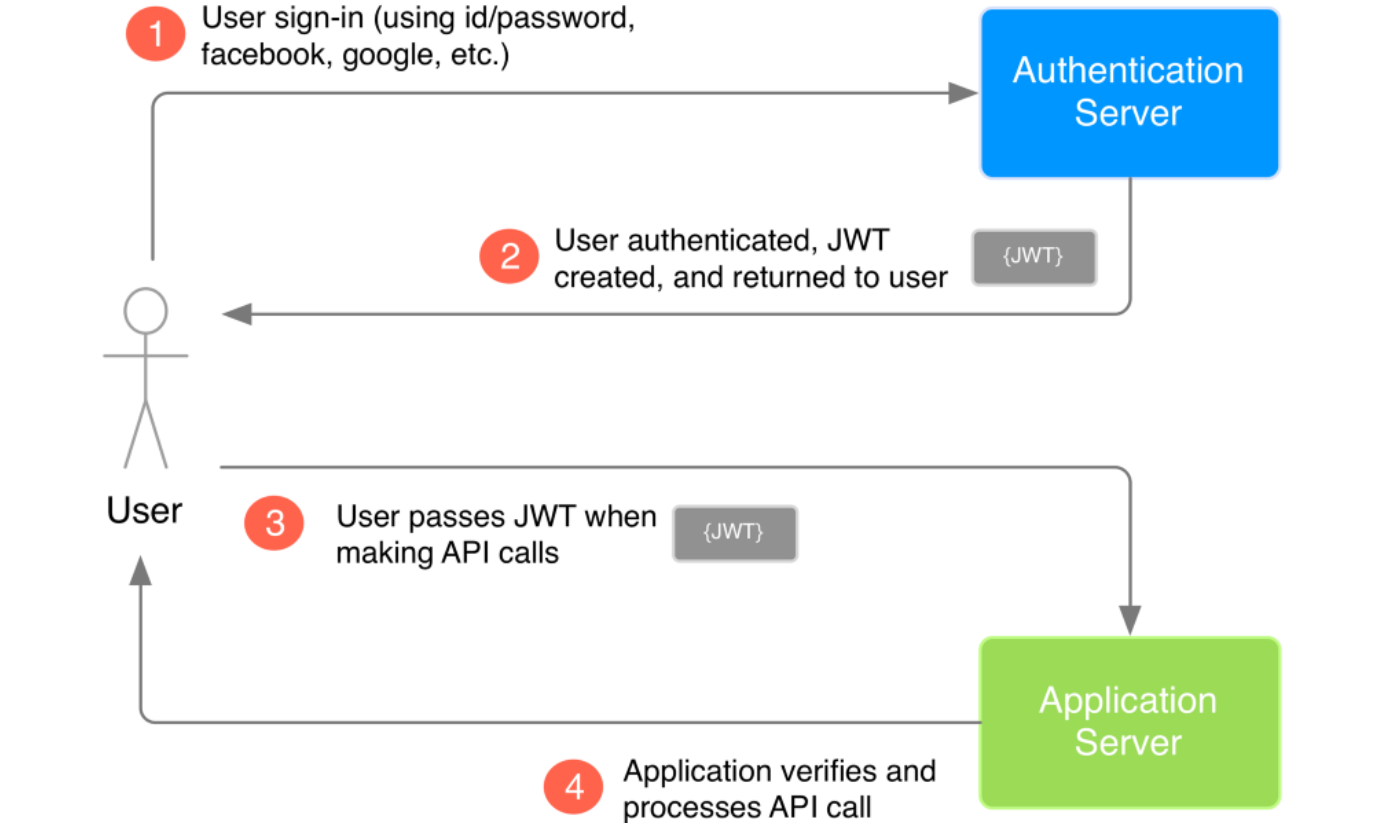 1
User sign-in (using id/password,
facebook, google, etc.)
Authentication
Server
2
User authenticated, JWT
created, and returned to user
{JWT}
User
3
User passes JWT when
making API calls
{JWT}
Application
Server
4
Application verifies and
processes API call